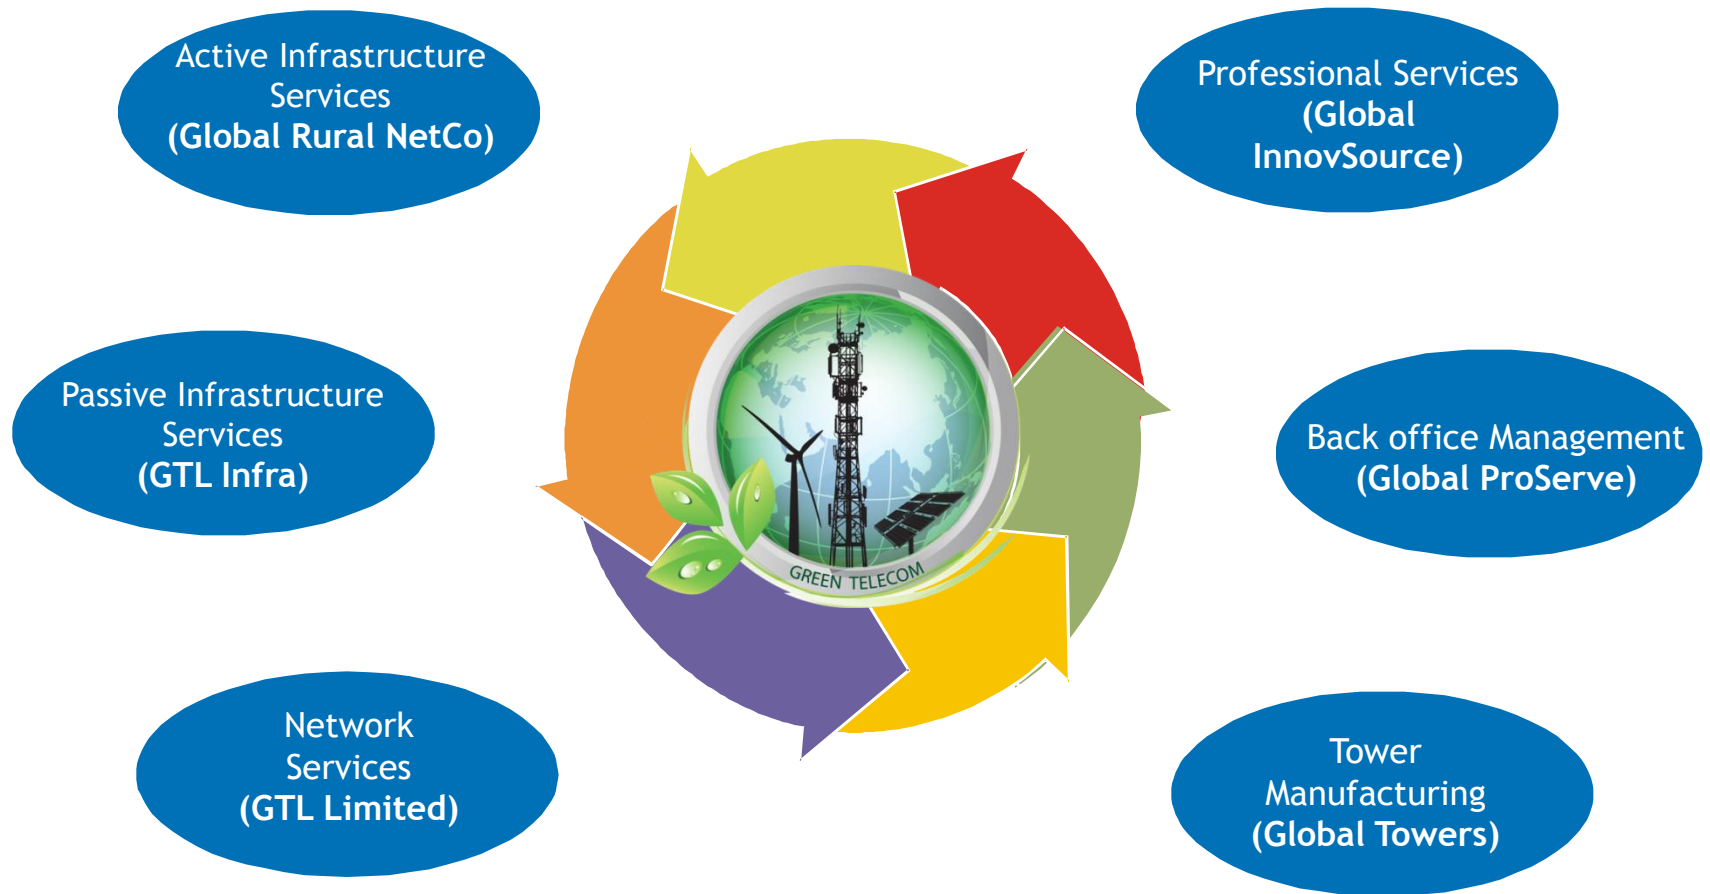 Active Infrastructure
Services
(Global Rural NetCo)
Professional Services
(Global
InnovSource)
Passive Infrastructure
Services
(GTL Infra)
Back office Management
(Global ProServe)
GREEN TELECOM
Network
Services
(GTL Limited)
Tower
Manufacturing
(Global Towers)